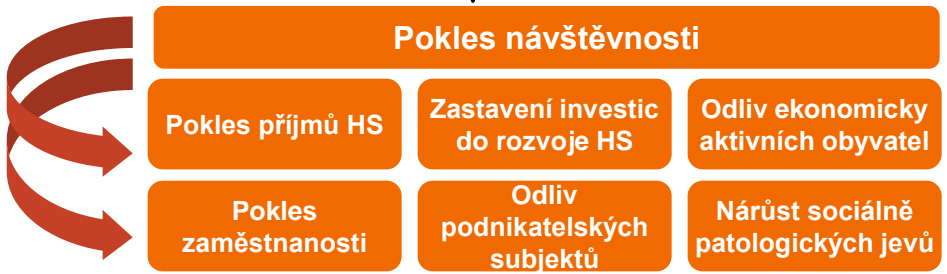 Pokles návštěvnosti
Pokles příjmů HS
Zastavení investic
do rozvoje HS
Odliv ekonomicky
aktivních obyvatel
Pokles
zaměstnanosti
Odliv
podnikatelských
subjektů
Nárůst sociálně
patologických jevů